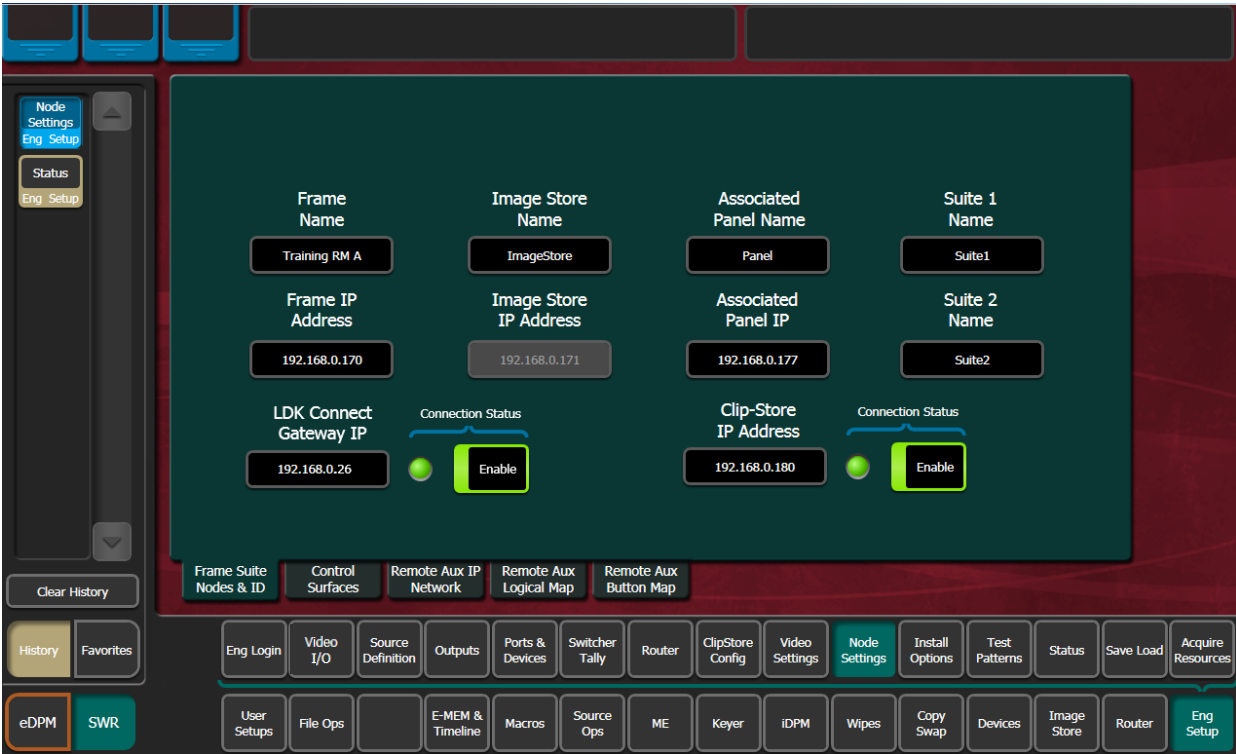 Node
Settings
Eng Setup
Status
Eng Setup
Clear History
History
Favorites
eDPM
SWR
Frame
Name
Image Store
Name
Associated
Panel Name
Suite 1
Name
Training RM A
ImageStore
Panel
Suite1
Frame IP
Address
Image Store
IP Address
Associated
Panel IP
Suite 2
Name
192.168.0.170
192.168.0.171
192.168.0.177
Suite2
LDK Connect
Gateway IP
Connection Status
Clip-Store
IP Address
Connection Status
192.168.0.26
Enable
192.168.0.180
Enable
Frame Suite
Nodes & ID
Control
Surfaces
Remote Aux IP
Network
Remote Aux
Logical Map
Remote Aux
Button Map
Eng Login
Video
I/O
Source
Definition
Outputs
Ports &
Devices
Switcher
Tally
Router
ClipStore
Config
Video
Settings
Node
Settings
Install
Options
Test
Patterns
Status
Save Load
Acquire
Resources
User
Setups
File Ops
E-MEM &
Timeline
Macros
Source
Ops
ME
Keyer
iDPM
Wipes
Copy
Swap
Devices
Image
Store
Router
Eng
Setup